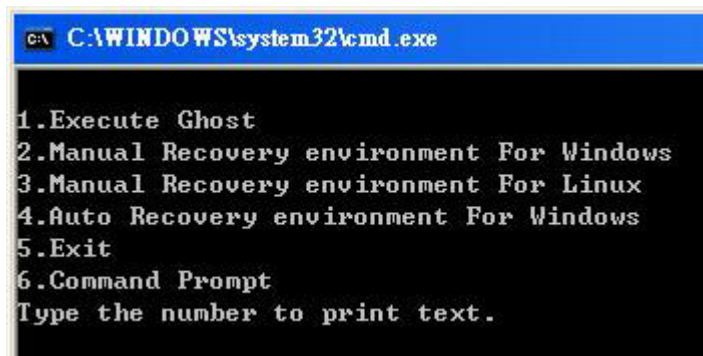 C:\WINDOWS\system32\cmd.exe
1.Execute Ghost
2.Manual Recovery environment For Windows
3.Manual Recovery environment For Linux
4.Auto Recovery environment For Windows
5.Exit
6.Command Prompt
Type the number to print text.